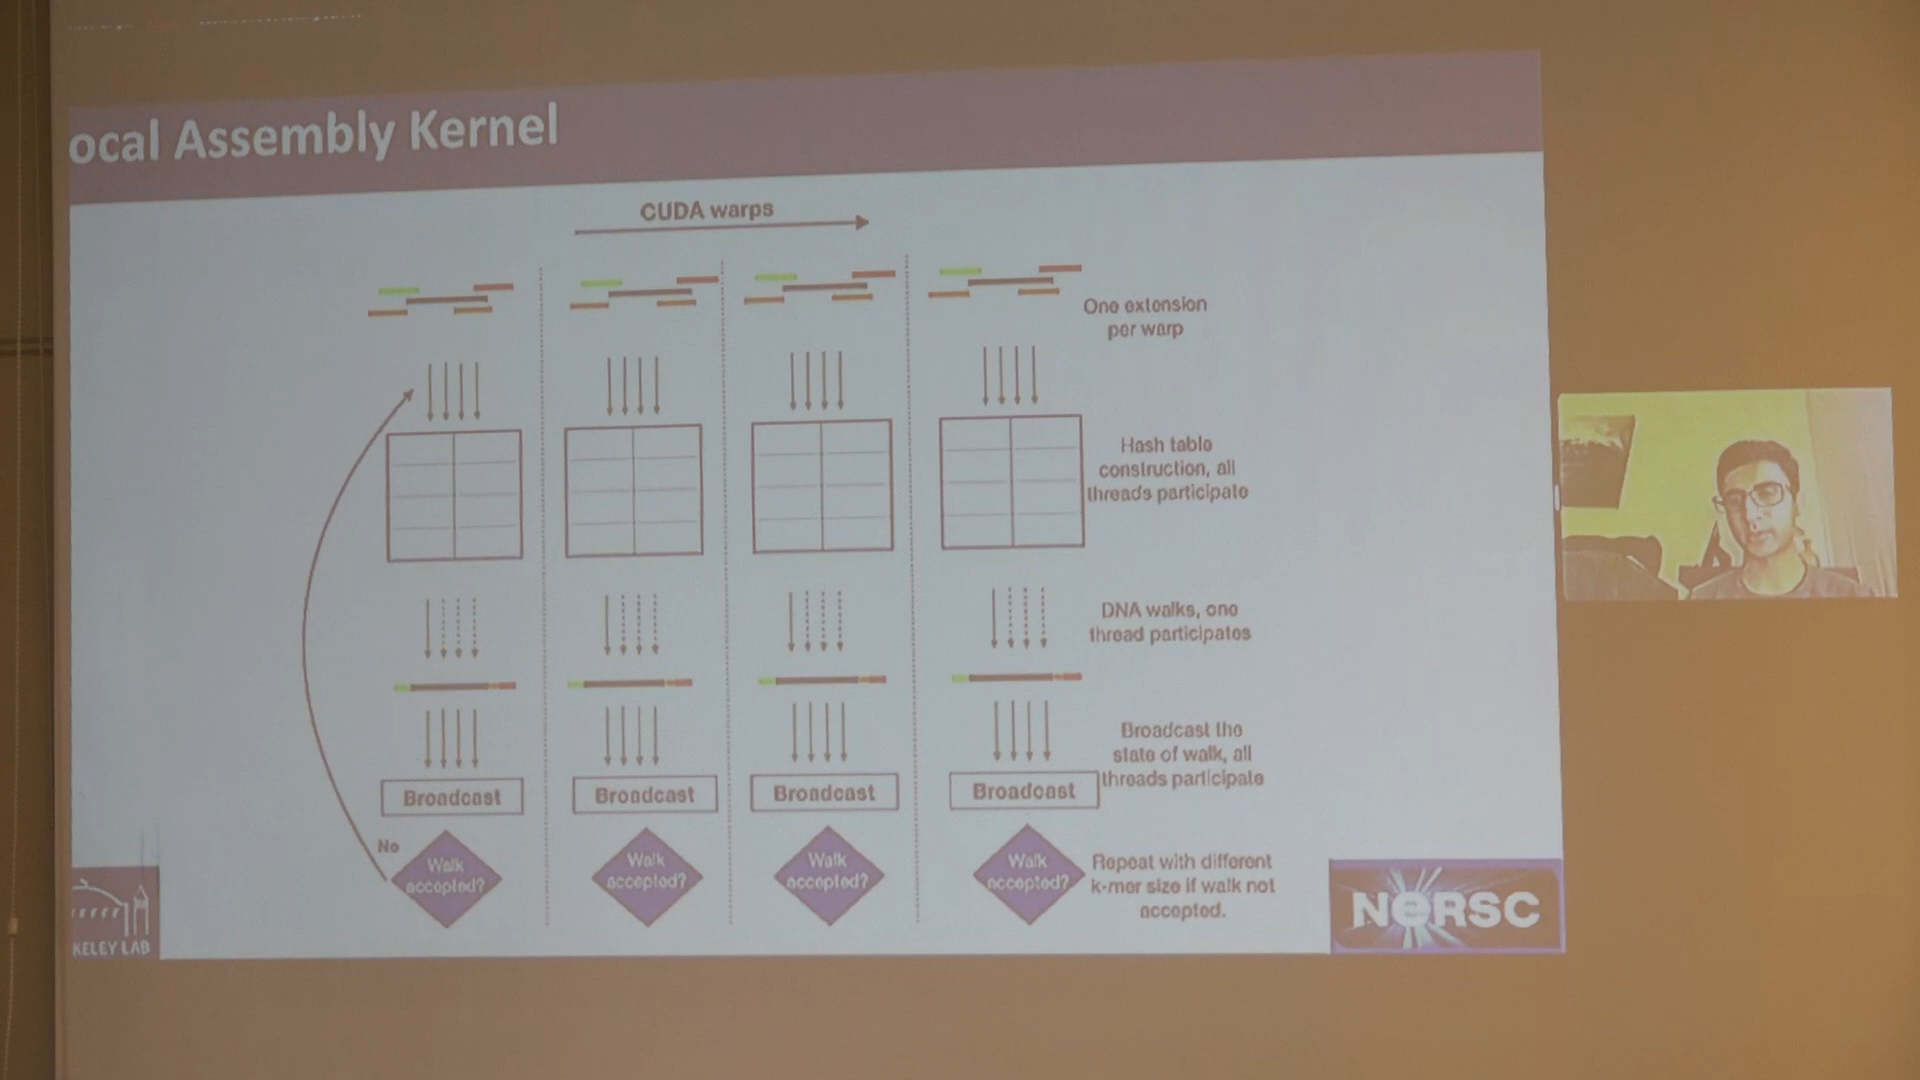 ocal Assembly Kernel
CUDA warps
One extension
per warp
Hash table
construction, all
threads participate
DNA walks, one
thread participates
Broadcast the
state of walk, all
threads participate
Broadcast
Broadcast
Broadcast
Broadcast
No
Walk
accepted?
Walk
accepted?
Walk
accepted?
Walk
accepted?
Repeat with different
k-mer size if walk not
accepted.
KELEY LAB
NERSC